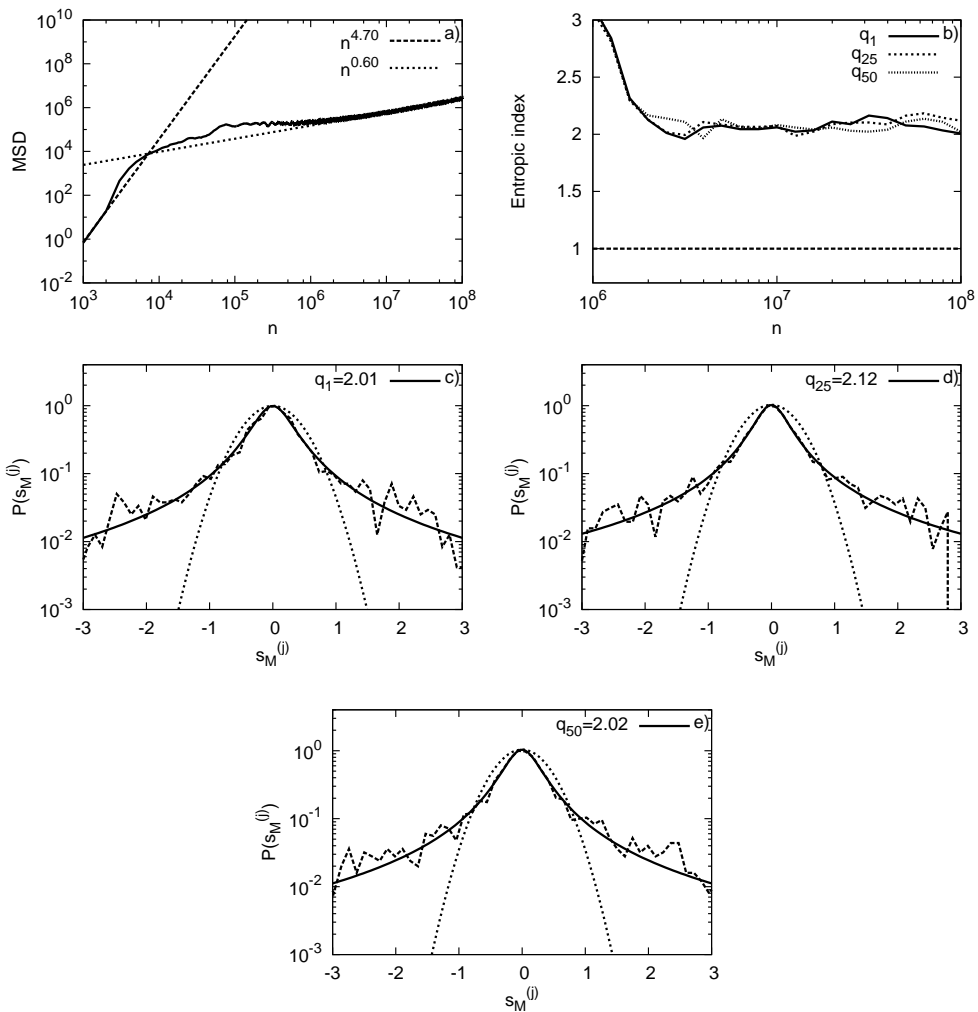 a)
n^4.70
n^0.60
MSD
10^10
10^8
10^6
10^4
10^2
10^0
10^-2
10^3 10^4 10^5 10^6 10^7 10^8
n
b)
q_1
q_25
q_50
Entropic index
3
2.5
2
1.5
1
10^6 10^7 10^8
n
q_1=2.01 c)
P(s_M^(j))
10^0
10^-1
10^-2
10^-3
-3 -2 -1 0 1 2 3
s_M^(j)
q_25=2.12 d)
P(s_M^(j))
10^0
10^-1
10^-2
10^-3
-3 -2 -1 0 1 2 3
s_M^(j)
q_50=2.02 e)
P(s_M^(j))
10^0
10^-1
10^-2
10^-3
-3 -2 -1 0 1 2 3
s_M^(j)